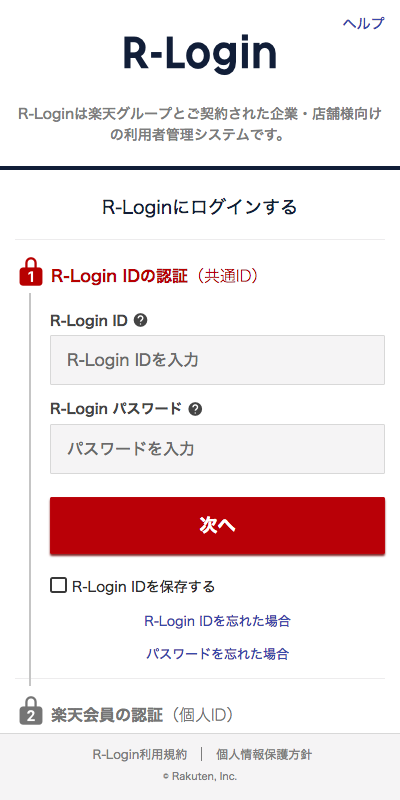 ヘルプ
R-Login
R-Loginは楽天グループとご契約された企業・店舗様向け
の利用者管理システムです。
R-Loginにログインする
1 R-Login IDの認証（共通ID）
R-Login ID ?
R-Login IDを入力
R-Login パスワード ?
パスワードを入力
次へ
R-Login IDを保存する
R-Login IDを忘れた場合
パスワードを忘れた場合
2 楽天会員の認証（個人ID）
R-Login利用規約 | 個人情報保護方針
© Rakuten, Inc.